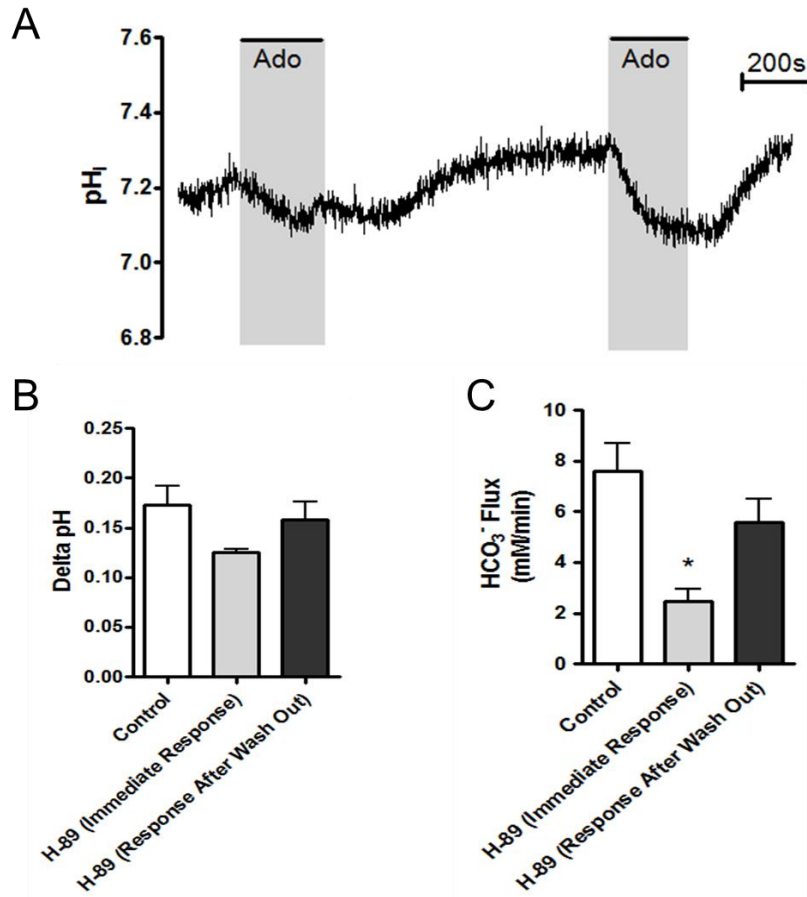 A
7.6
7.4
7.2
7.0
6.8
pHi
Ado
Ado
200s
B
0.25
0.20
0.15
0.10
0.05
0.00
Delta pH
Control
H-89 (Immediate Response)
H-89 (Response After Wash Out)
C
10
8
6
4
2
0
HCO3- Flux
(mM/min)
*
Control
H-89 (Immediate Response)
H-89 (Response After Wash Out)